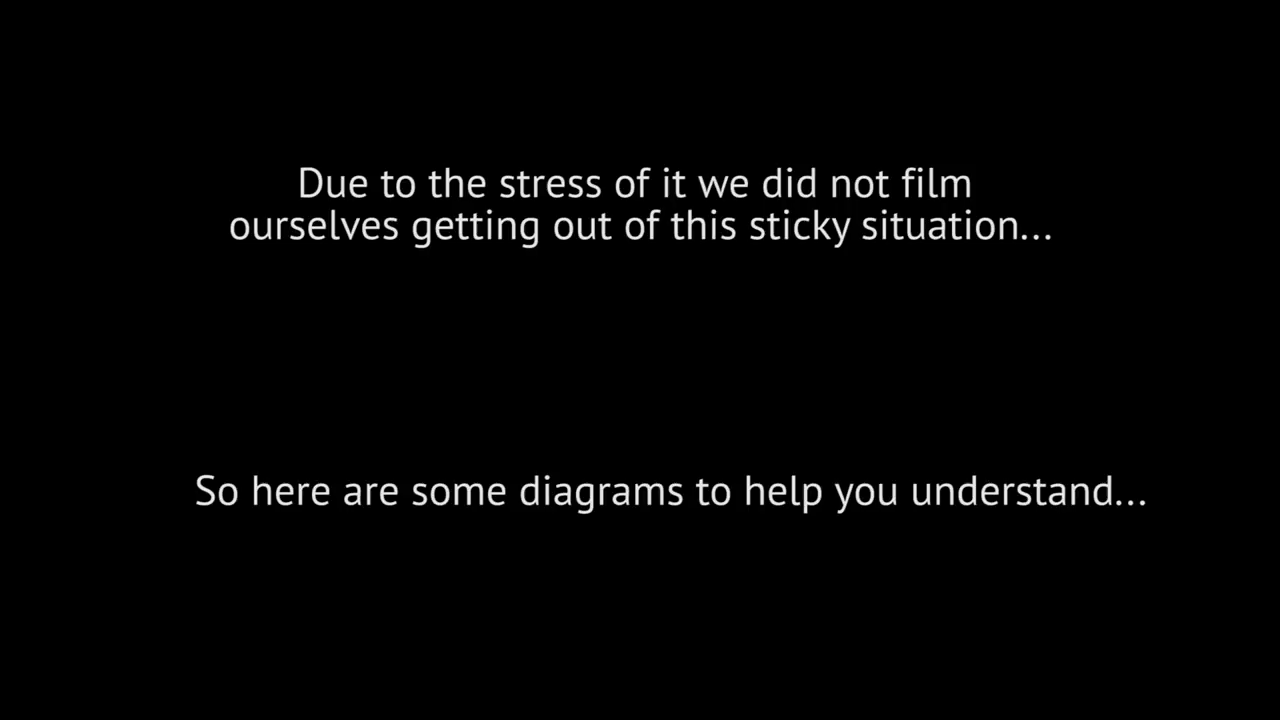 Due to the stress of it we did not film
ourselves getting out of this sticky situation...
So here are some diagrams to help you understand...